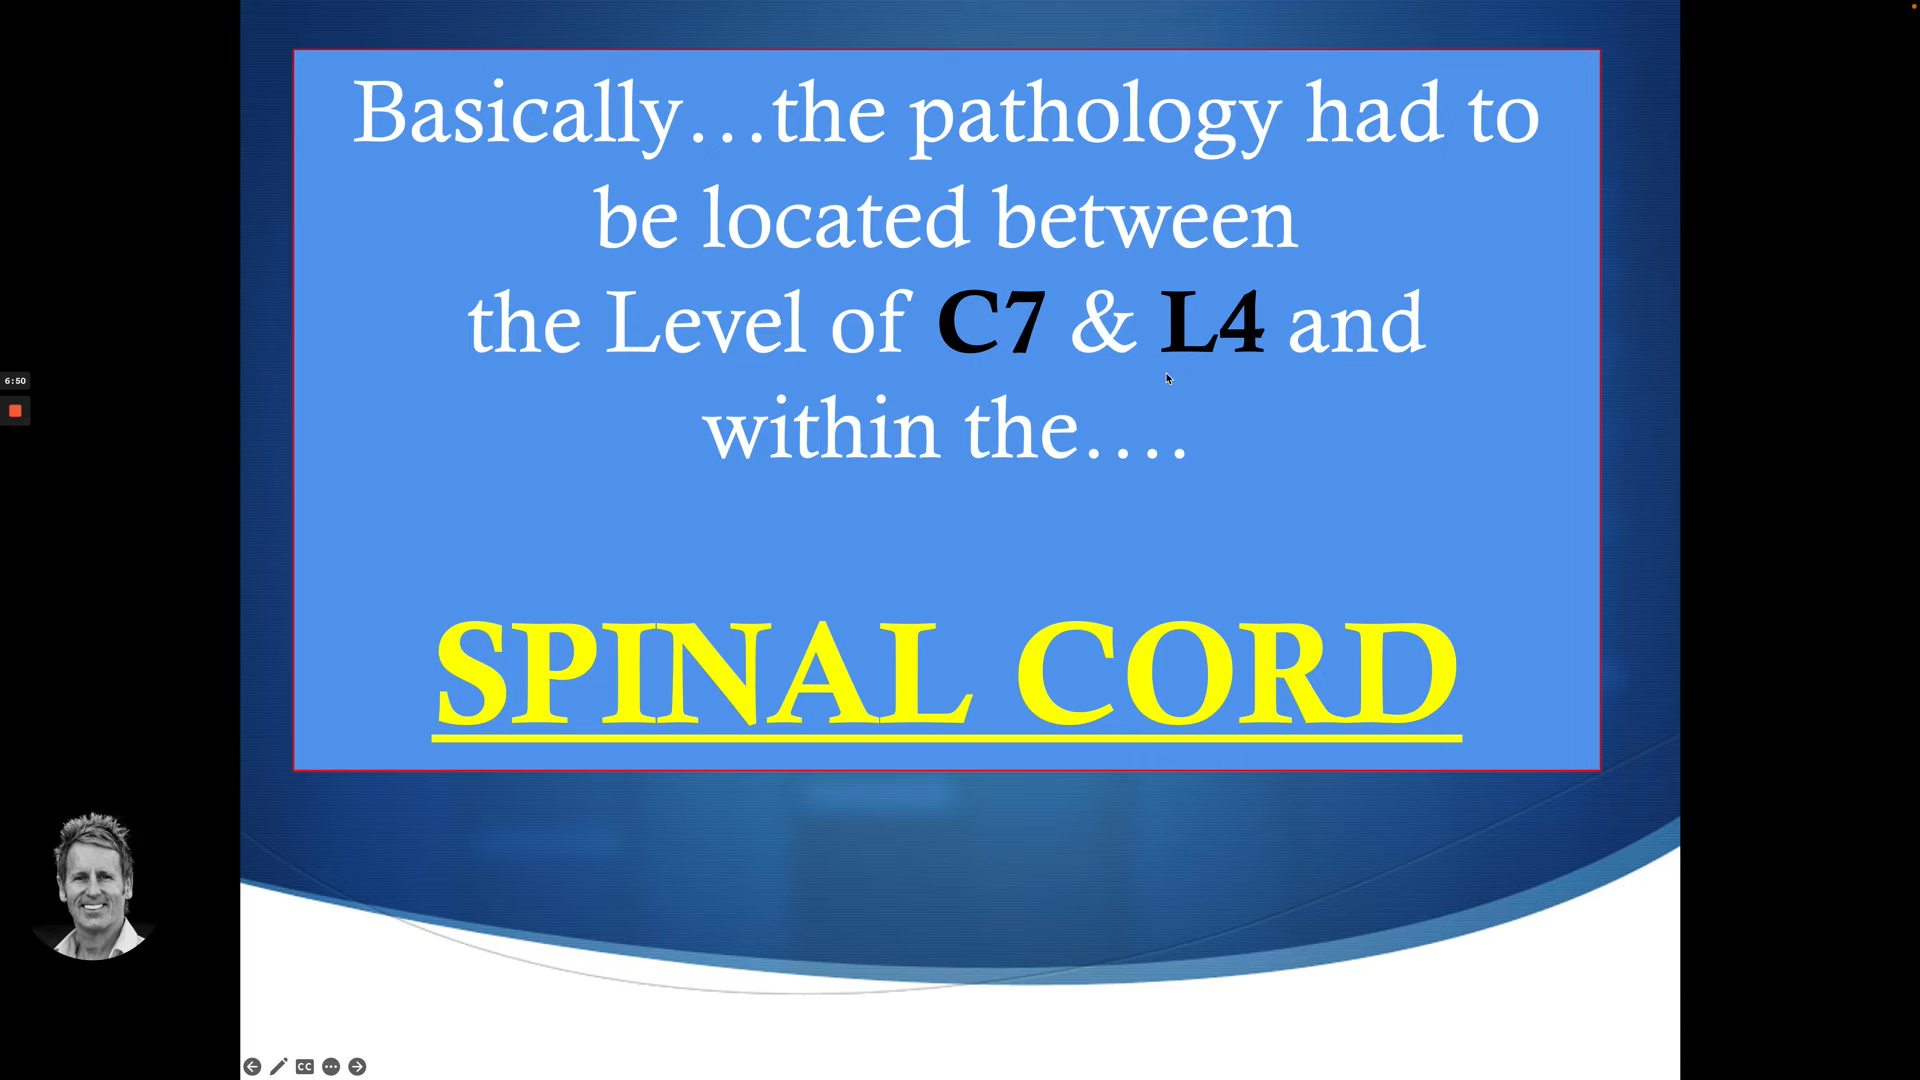 Basically...the pathology had to
be located between
the Level of C7 & L4 and
within the....
SPINAL CORD
6:50
CC